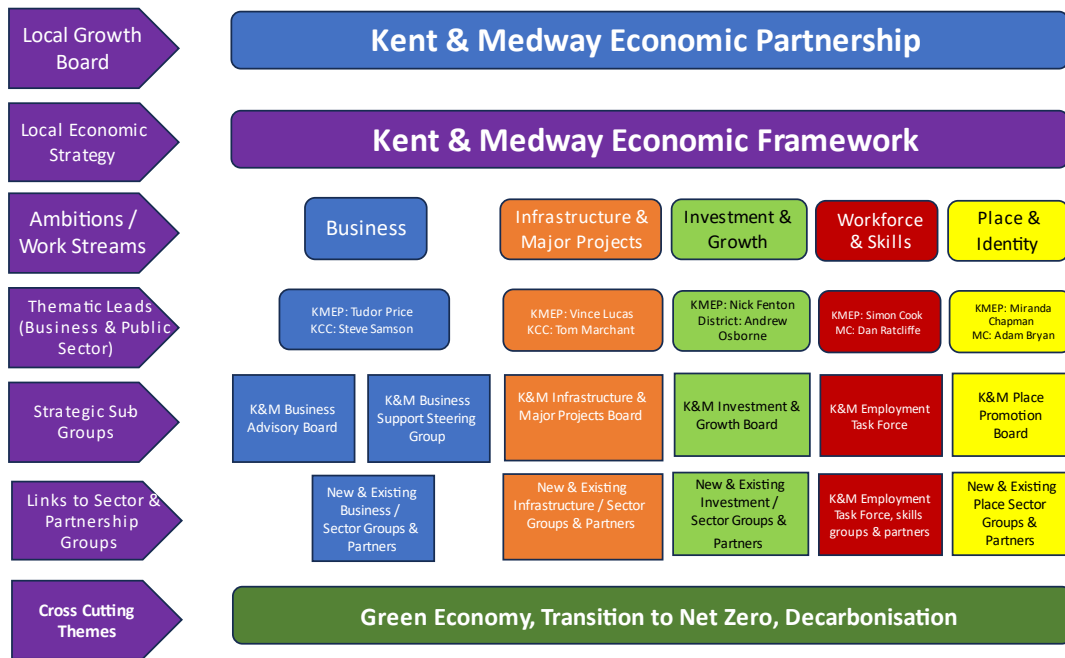 Local Growth
Board
Kent & Medway Economic Partnership
Local Economic
Strategy
Kent & Medway Economic Framework
Ambitions /
Work Streams
Business
Infrastructure &
Major Projects
Investment &
Growth
Workforce
& Skills
Place &
Identity
Thematic Leads
(Business & Public
Sector)
KMEP: Tudor Price
KCC: Steve Samson
KMEP: Vince Lucas
KCC: Tom Marchant
KMEP: Nick Fenton
District: Andrew
Osborne
KMEP: Simon Cook
MC: Dan Ratcliffe
KMEP: Miranda
Chapman
MC: Adam Bryan
Strategic Sub
Groups
K&M Business
Advisory Board
K&M Business
Support Steering
Group
K&M Infrastructure &
Major Projects Board
K&M Investment &
Growth Board
K&M Employment
Task Force
K&M Place
Promotion
Board
Links to Sector &
Partnership
Groups
New & Existing
Business /
Sector Groups &
Partners
New & Existing
Infrastructure / Sector
Groups & Partners
New & Existing
Investment /
Sector Groups &
Partners
K&M Employment
Task Force, skills
groups & partners
New & Existing
Place Sector
Groups &
Partners
Cross Cutting
Themes
Green Economy, Transition to Net Zero, Decarbonisation